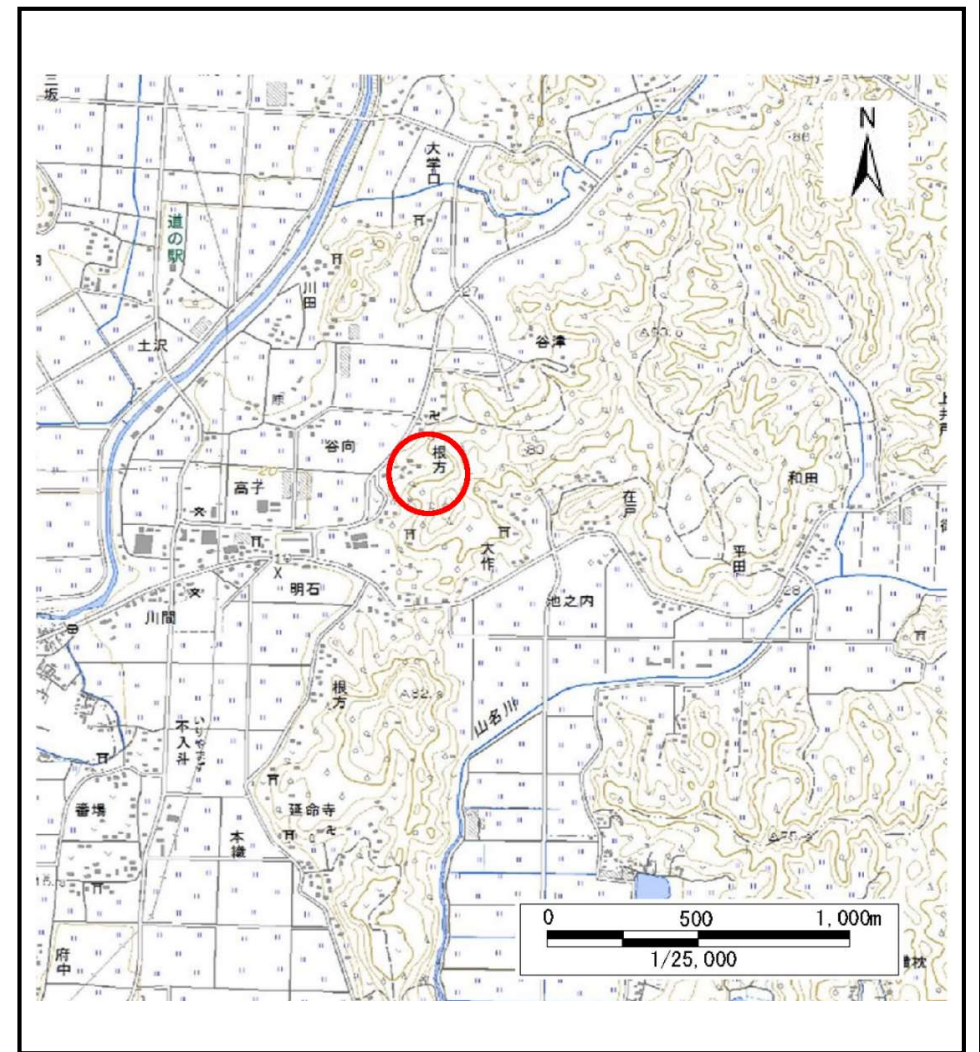 三坂
大学口
N
道の駅
川田
土沢
27
谷津
原
谷向
根方
80
20
高子
和田
在戸
大作
平田
明石
池之内
28
川間
根方
山名川
不入斗
いりやまず
番場
延命寺
本織
府中
0 500 1,000m
1/25,000